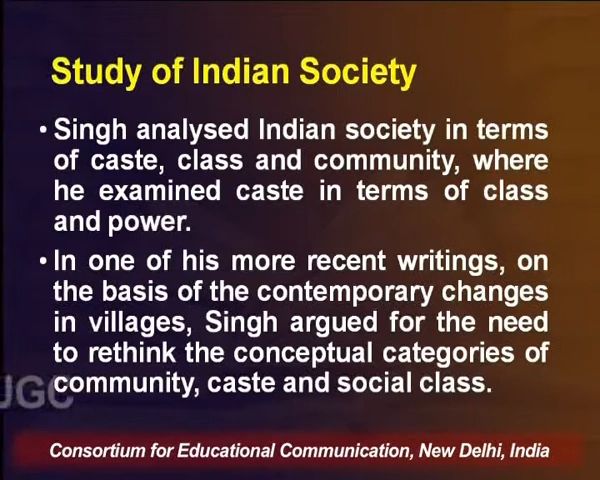 Study of Indian Society
• Singh analysed Indian society in terms
of caste, class and community, where
he examined caste in terms of class
and power.
• In one of his more recent writings, on
the basis of the contemporary changes
in villages, Singh argued for the need
to rethink the conceptual categories of
community, caste and social class.
UGC
Consortium for Educational Communication, New Delhi, India